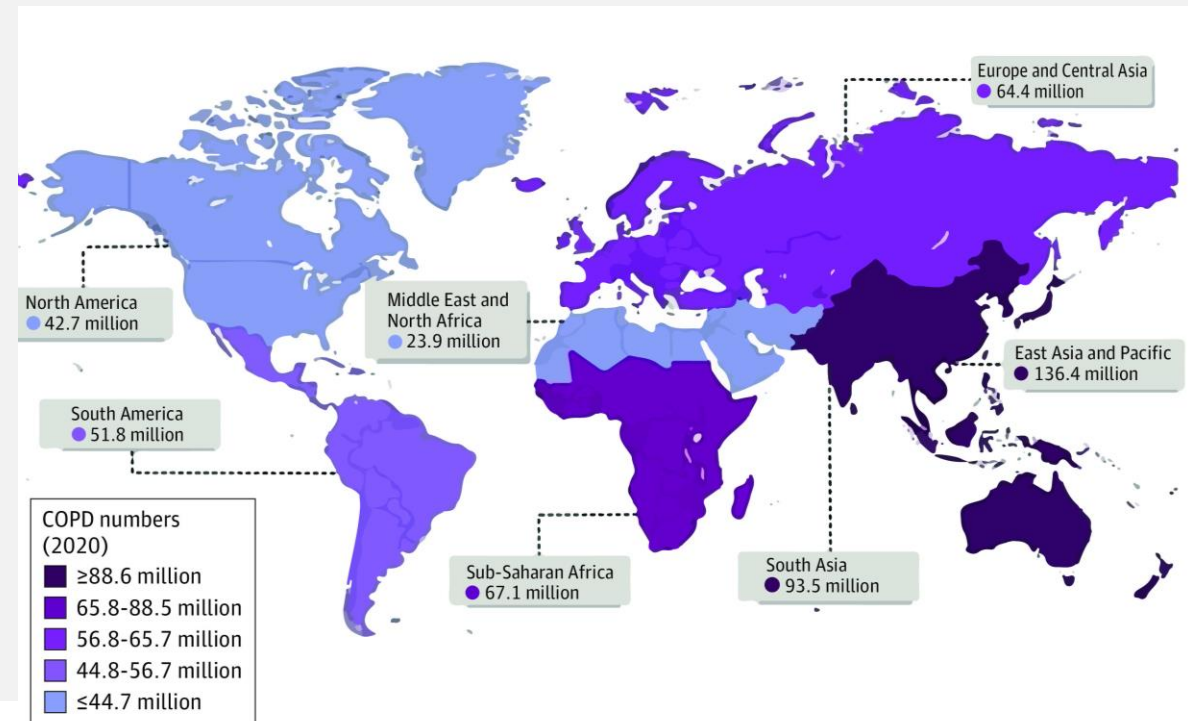 Europe and Central Asia
64.4 million
North America
42.7 million
Middle East and
North Africa
23.9 million
East Asia and Pacific
136.4 million
South America
51.8 million
Sub-Saharan Africa
67.1 million
South Asia
93.5 million
COPD numbers
(2020)
≥88.6 million
65.8-88.5 million
56.8-65.7 million
44.8-56.7 million
≤44.7 million